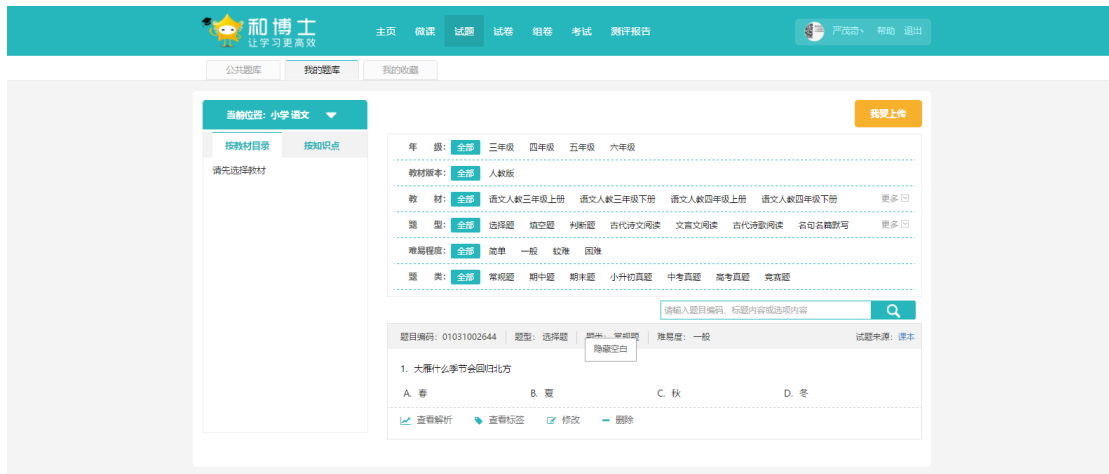 和博士
让学习更高效
主页 微课 试题 试卷 组卷 考试 测评报告
帮助 退出
公共题库 我的题库 我的收藏
当前位置：小学 语文
我要上传
按教材目录 按知识点
请先选择教材
年 级： 全部 三年级 四年级 五年级 六年级
教材版本： 全部 人教版
教 材： 全部 语文人教三年级上册 语文人教三年级下册 语文人教四年级上册 语文人教四年级下册 更多
题 型： 全部 选择题 填空题 判断题 古代诗文阅读 文言文阅读 古代诗歌阅读 名句名篇默写 更多
难易程度： 全部 简单 一般 较难 困难
题 类： 全部 常规题 期中题 期末题 小升初真题 中考真题 高考真题 竞赛题
请输入题目编码、标题内容或选项内容
题目编码：01031002644 题型：选择题 题类：常规题 难易度：一般 试题来源：课本
隐藏空白
1. 大雁什么季节会回归北方
A. 春 B. 夏 C. 秋 D. 冬
查看解析 查看标签 修改 删除